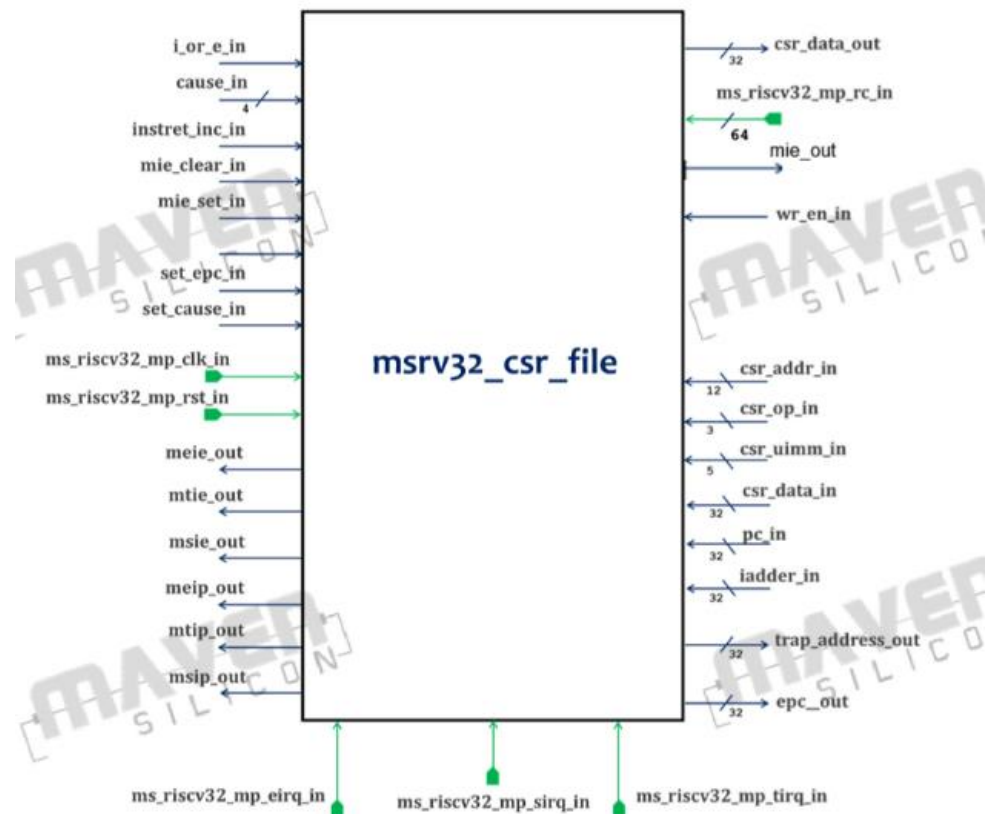 i_or_e_in
cause_in
4
instret_inc_in
mie_clear_in
mie_set_in
set_epc_in
set_cause_in
ms_riscv32_mp_clk_in
ms_riscv32_mp_rst_in
meie_out
mtie_out
msie_out
meip_out
mtip_out
msip_out
msrv32_csr_file
csr_data_out
32
ms_riscv32_mp_rc_in
64
mie_out
wr_en_in
csr_addr_in
12
csr_op_in
3
csr_uimm_in
5
csr_data_in
32
pc_in
32
iadder_in
32
trap_address_out
32
epc_out
32
ms_riscv32_mp_eirq_in
ms_riscv32_mp_sirq_in
ms_riscv32_mp_tirq_in
MAVEN
SILICON
MAVEN
SILICON
MAVEN
SILICON
MAVEN
SILICON